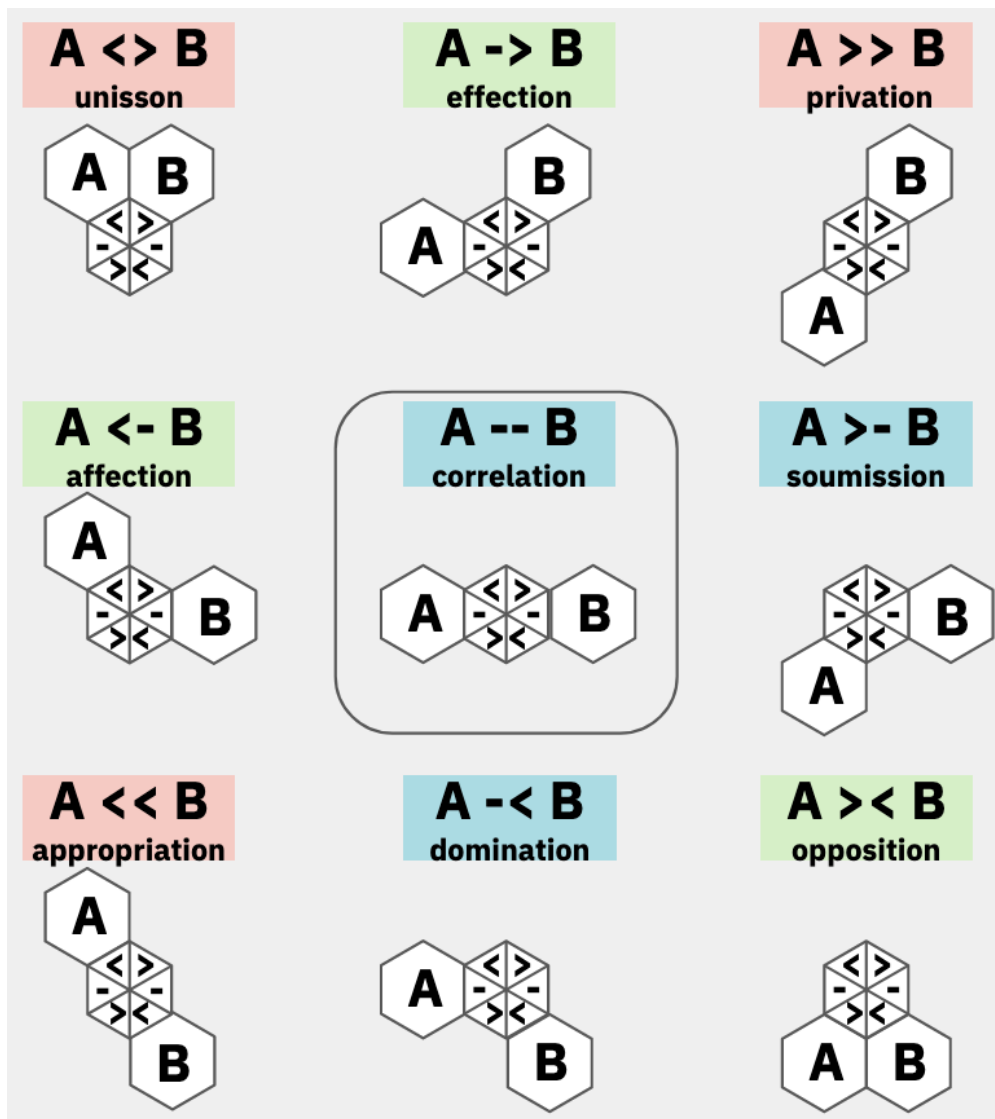 A <> B
unisson
A -> B
effection
A >> B
privation
A B
< >
- -
> <
B
A
< >
- -
> <
B
< >
- -
> <
A
A <- B
affection
A -- B
correlation
A >- B
soumission
A
< >
- -
> <
B
A
< >
- -
> <
B
< >
- -
> <
B
A
A << B
appropriation
A -< B
domination
A >< B
opposition
A
< >
- -
> <
B
A
< >
- -
> <
B
< >
- -
> <
A B